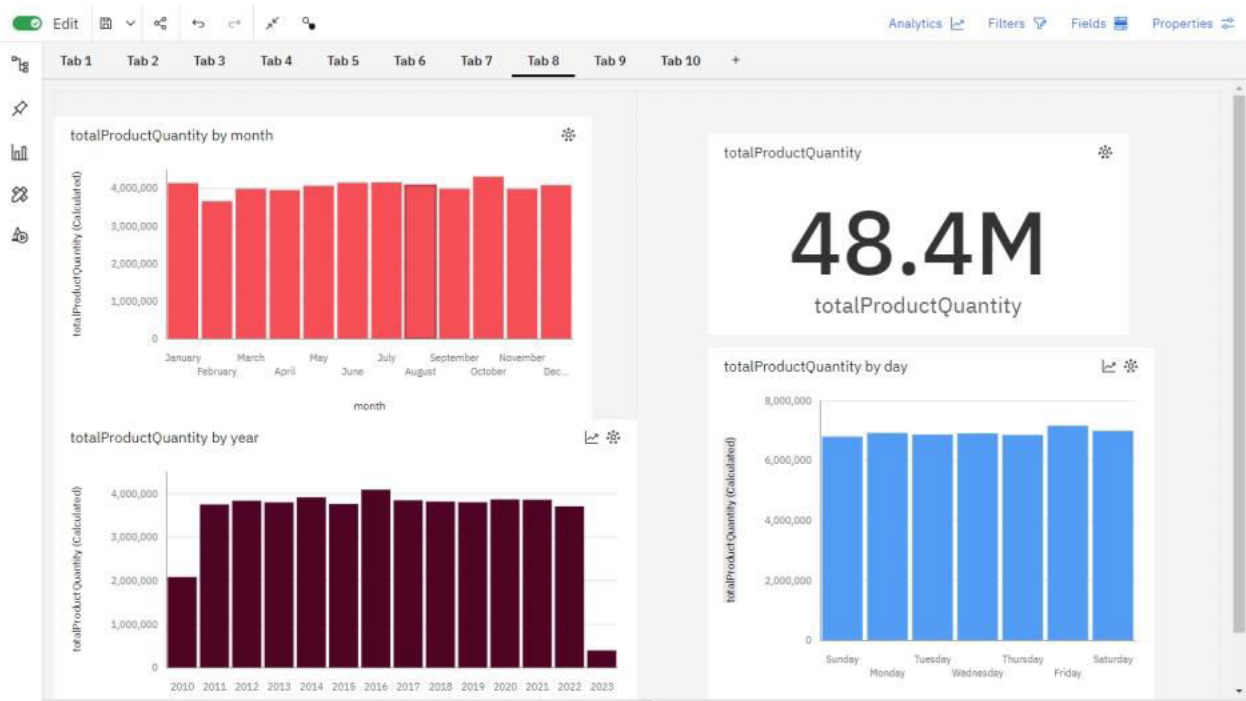 Edit
Analytics Filters Fields Properties
Tab 1 Tab 2 Tab 3 Tab 4 Tab 5 Tab 6 Tab 7 Tab 8 Tab 9 Tab 10 +
totalProductQuantity by month
totalProductQuantity (Calculated)
4,000,000
3,000,000
2,000,000
1,000,000
0
January March May July September November
February April June August October Dec...
month
totalProductQuantity
48.4M
totalProductQuantity
totalProductQuantity by year
totalProductQuantity (Calculated)
4,000,000
3,000,000
2,000,000
1,000,000
0
2010 2011 2012 2013 2014 2015 2016 2017 2018 2019 2020 2021 2022 2023
totalProductQuantity by day
totalProductQuantity (Calculated)
8,000,000
6,000,000
4,000,000
2,000,000
0
Sunday Tuesday Thursday Saturday
Monday Wednesday Friday